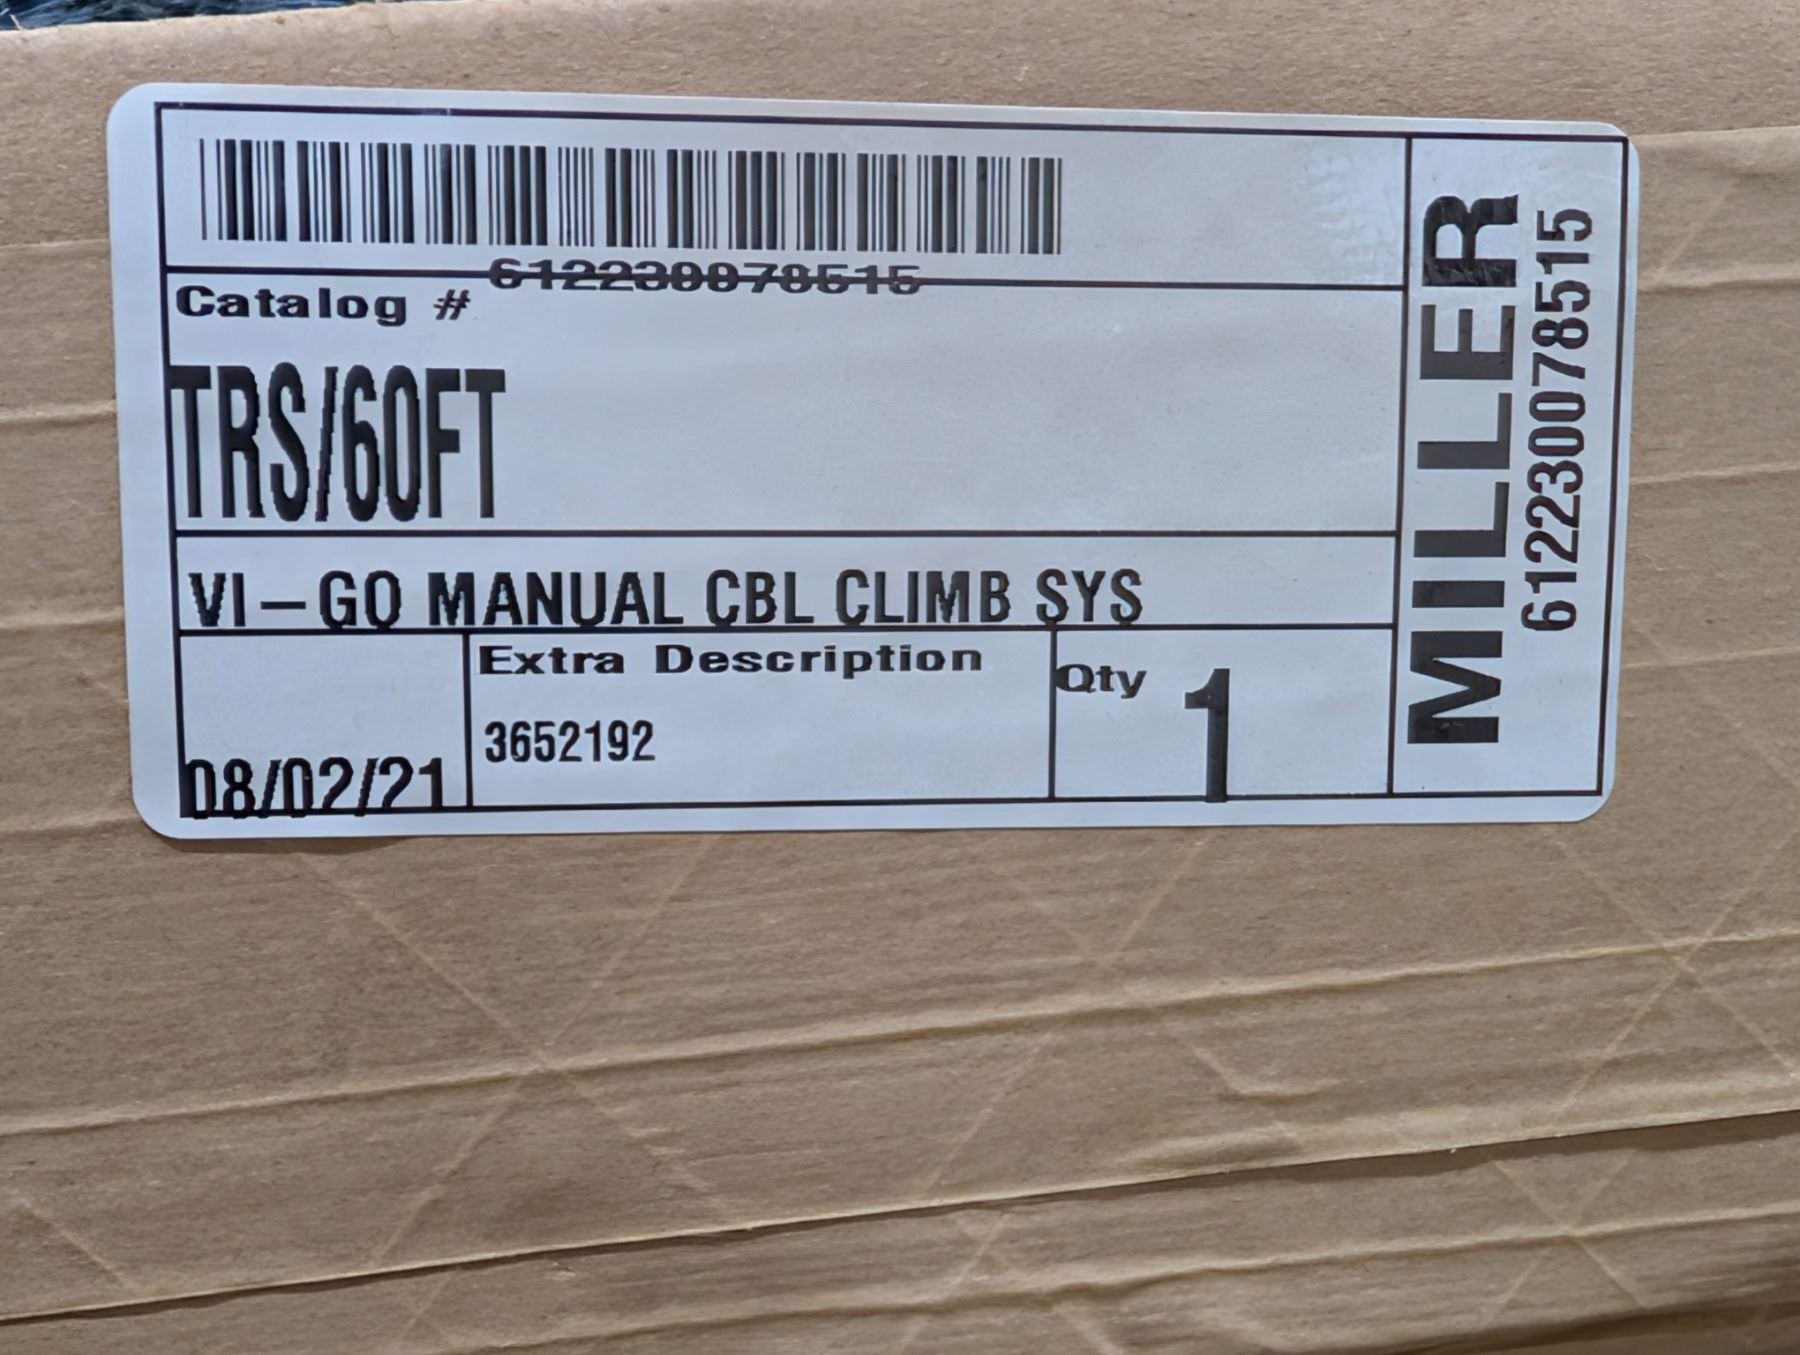 612230078515
Catalog #
TRS/60FT
VI-GO MANUAL CBL CLIMB SYS
08/02/21
Extra Description
3652192
Qty 1
MILLER
612230078515